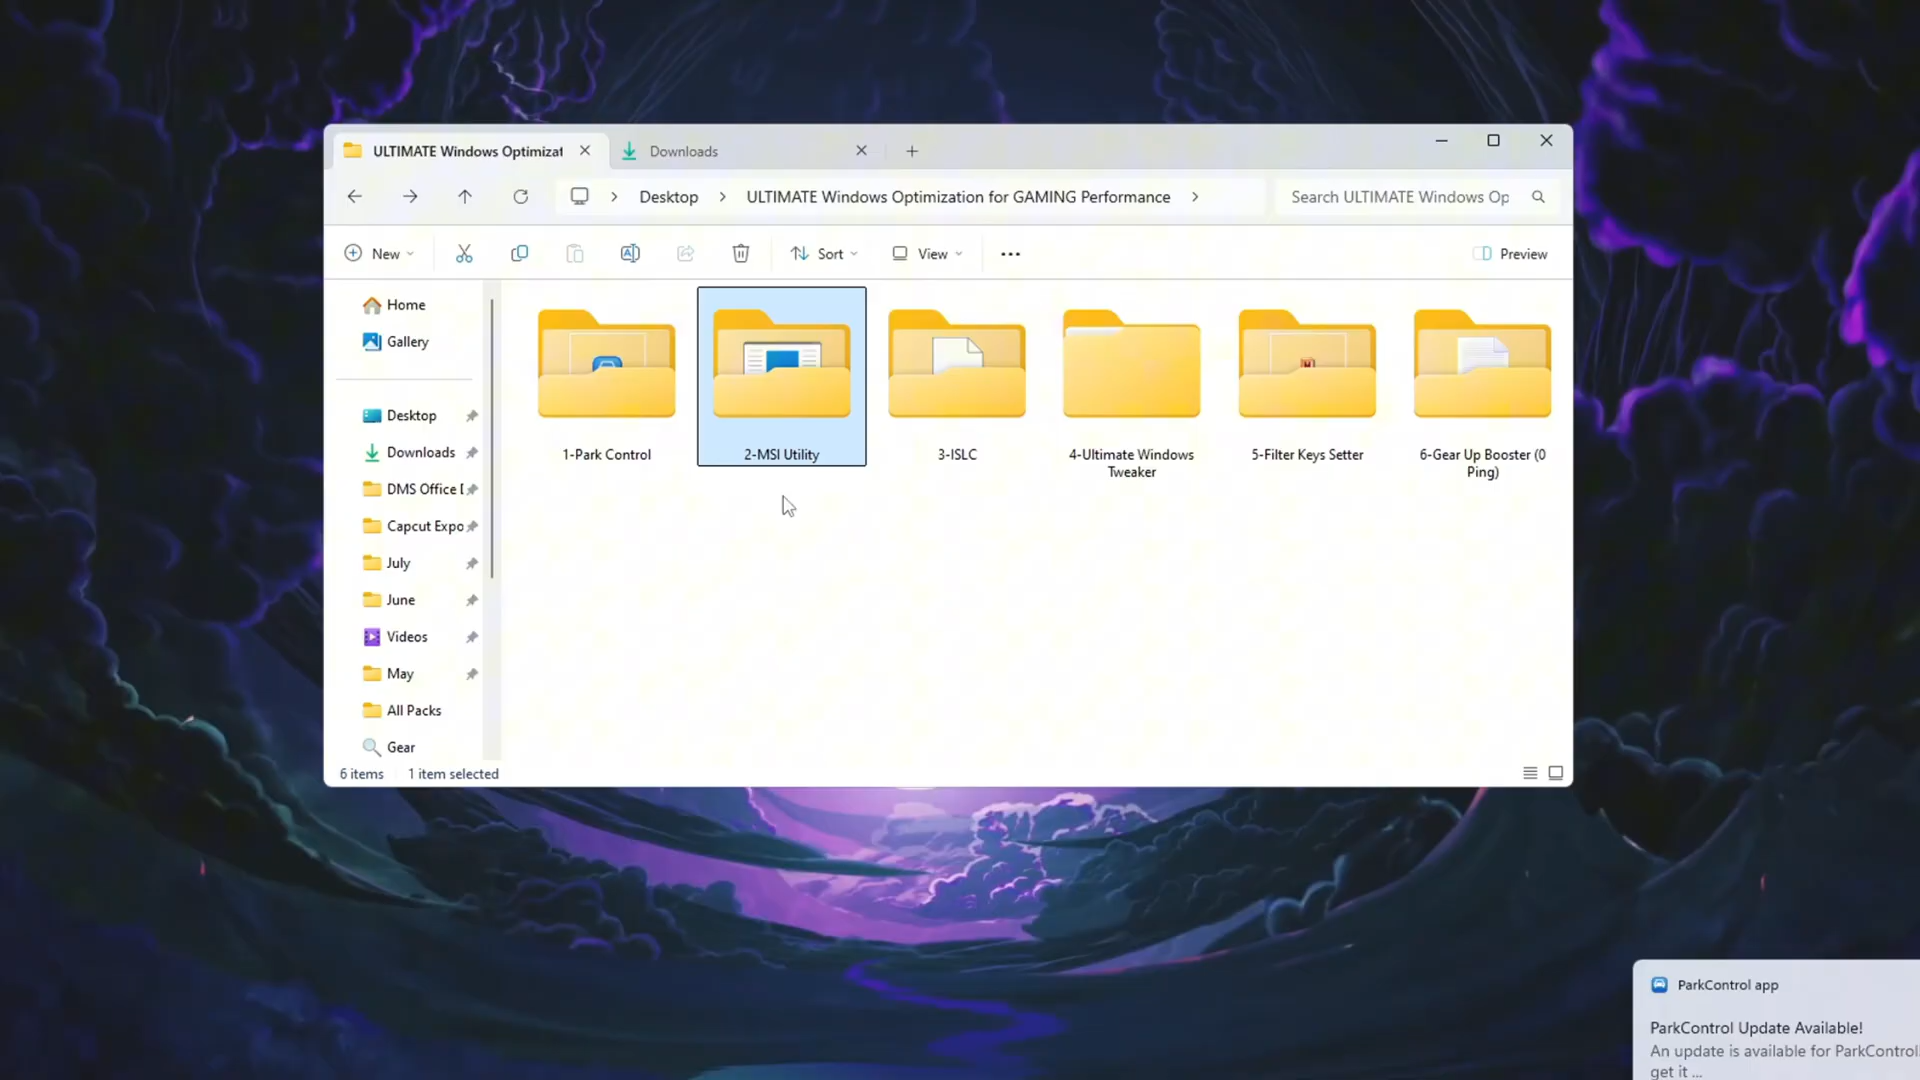 ULTIMATE Windows Optimizat
Downloads
Desktop
ULTIMATE Windows Optimization for GAMING Performance
Search ULTIMATE Windows Op
New
Sort
View
Preview
Home
Gallery
Desktop
Downloads
DMS Office
Capcut Expo
July
June
Videos
May
All Packs
Gear
1-Park Control
2-MSI Utility
3-ISLC
4-Ultimate Windows
Tweaker
5-Filter Keys Setter
6-Gear Up Booster (0
Ping)
6 items
1 item selected
ParkControl app
ParkControl Update Available!
An update is available for ParkControl!
get it ...